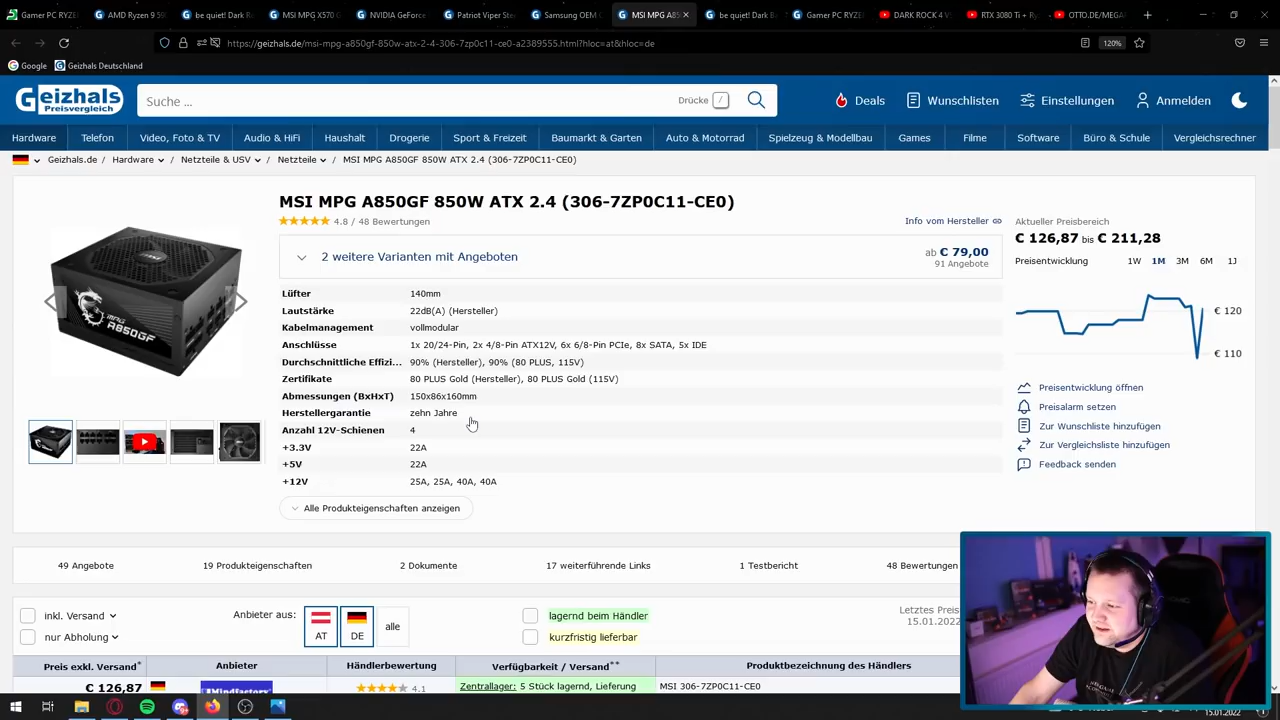 Gamer PC RYZE
AMD Ryzen 9 59
be quiet! Dark R
MSI MPG X570 G
NVIDIA GeForce
Patriot Viper Ste
Samsung OEM C
MSI MPG A85
be quiet! Dark B
Gamer PC RYZE
DARK ROCK 4 V
RTX 3080 Ti + R
OTTO.DE/MEGA
https://geizhals.de/msi-mpg-a850gf-850w-atx-2-4-306-7zp0c11-ce0-a2389555.html?hloc=at&hloc=de
120%
Google
Geizhals Deutschland
Geizhals
Preisvergleich
Suche ...
Drücke /
Deals
Wunschlisten
Einstellungen
Anmelden
Hardware
Telefon
Video, Foto & TV
Audio & HiFi
Haushalt
Drogerie
Sport & Freizeit
Baumarkt & Garten
Auto & Motorrad
Spielzeug & Modellbau
Games
Filme
Software
Büro & Schule
Vergleichsrechner
Geizhals.de / Hardware / Netzteile & USV / Netzteile / MSI MPG A850GF 850W ATX 2.4 (306-7ZP0C11-CE0)
MSI MPG A850GF 850W ATX 2.4 (306-7ZP0C11-CE0)
4.8 / 48 Bewertungen
Info vom Hersteller
2 weitere Varianten mit Angeboten
ab € 79,00
91 Angebote
Lüfter 140mm
Lautstärke 22dB(A) (Hersteller)
Kabelmanagement vollmodular
Anschlüsse 1x 20/24-Pin, 2x 4/8-Pin ATX12V, 6x 6/8-Pin PCIe, 8x SATA, 5x IDE
Durchschnittliche Effizi... 90% (Hersteller), 90% (80 PLUS, 115V)
Zertifikate 80 PLUS Gold (Hersteller), 80 PLUS Gold (115V)
Abmessungen (BxHxT) 150x86x160mm
Herstellergarantie zehn Jahre
Anzahl 12V-Schienen 4
+3.3V 22A
+5V 22A
+12V 25A, 25A, 40A, 40A
Alle Produkteigenschaften anzeigen
msi
MPG
A850GF
Aktueller Preisbereich
€ 126,87 bis € 211,28
Preisentwicklung 1W 1M 3M 6M 1J
€ 120
€ 110
Preisentwicklung öffnen
Preisalarm setzen
Zur Wunschliste hinzufügen
Zur Vergleichsliste hinzufügen
Feedback senden
49 Angebote
19 Produkteigenschaften
2 Dokumente
17 weiterführende Links
1 Testbericht
48 Bewertungen
inkl. Versand
nur Abholung
Anbieter aus:
AT
DE
alle
lagernd beim Händler
kurzfristig lieferbar
Letztes Preis
15.01.2022
Preis exkl. Versand*
Anbieter
Händlerbewertung
Verfügbarkeit / Versand**
Produktbezeichnung des Händlers
€ 126,87
Mindfactory
4.1
Zentrallager: 5 Stück lagernd, Lieferung
MSI 306-7ZP0C11-CE0
15.01.2022